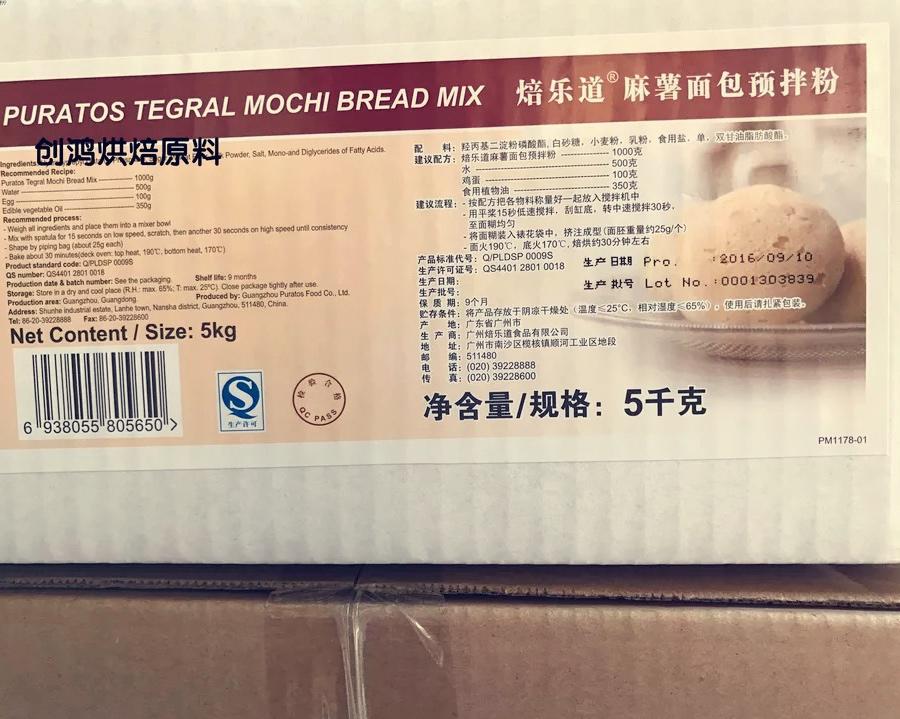 PURATOS TEGRAL MOCHI BREAD MIX 焙乐道®麻薯面包预拌粉
创鸿烘焙原料
Ingredients
Powder, Salt, Mono-and Diglycerides of Fatty Acids.
Recommended Recipe:
Puratos Tegral Mochi Bread Mix 1000g
Water 500g
Egg 100g
Edible vegetable Oil 350g
Recommended process:
- Weigh all ingredients and place them into a mixer bowl
- Mix with spatula for 15 seconds on low speed, scratch, then another 30 seconds on high speed until consistency
- Shape by piping bag (about 25g each)
- Bake about 30 minutes(deck oven: top heat, 190℃, bottom heat, 170℃)
Product standard code: Q/PLDSP 0009S
QS number: QS4401 2801 0018
Production date & batch number: See the packaging. Shelf life: 9 months
Storage: Store in a dry and cool place (R.H.: max. 65%; T: max. 25℃). Close package tightly after use.
Production area: Guangzhou, Guangdong. Produced by: Guangzhou Puratos Food Co., Ltd.
Address: Shunhe industrial estate, Lanhe town, Nansha district, Guangzhou, 511480, China.
Tel: 86-20-39228888 Fax: 86-20-39228600
Net Content / Size: 5kg
6 938055 805650 >
QS
生产许可
检验合格
QC PASS
配 料: 羟丙基二淀粉磷酸酯, 白砂糖, 小麦粉, 乳粉, 食用盐, 单, 双甘油脂肪酸酯.
建议配方: 焙乐道麻薯面包预拌粉 1000克
水 500克
鸡蛋 100克
食用植物油 350克
建议流程: - 按配方把各物料称量好一起放入搅拌机中
- 用平桨15秒低速搅拌, 刮缸底, 转中速搅拌30秒,
至面糊均匀
- 将面糊装入裱花袋中, 挤注成型(面胚重量约25g/个)
- 面火190℃, 底火170℃, 焙烘约30分钟左右
产品标准代号: Q/PLDSP 0009S
生产许可证号: QS4401 2801 0018
生产日期:
生产批号:
生产日期 Pro. :2016/09/10
生产批号 Lot No.:0001303839
保 质 期: 9个月
贮存条件: 将产品存放于阴凉干燥处 (温度≤25℃, 相对湿度≤65%), 使用后请扎紧包装.
产 地: 广东省广州市
生 产 商: 广州焙乐道食品有限公司
地 址: 广州市南沙区榄核镇顺河工业区地段
邮 编: 511480
电 话: (020) 39228888
传 真: (020) 39228600
净含量/规格: 5千克
PM1178-01